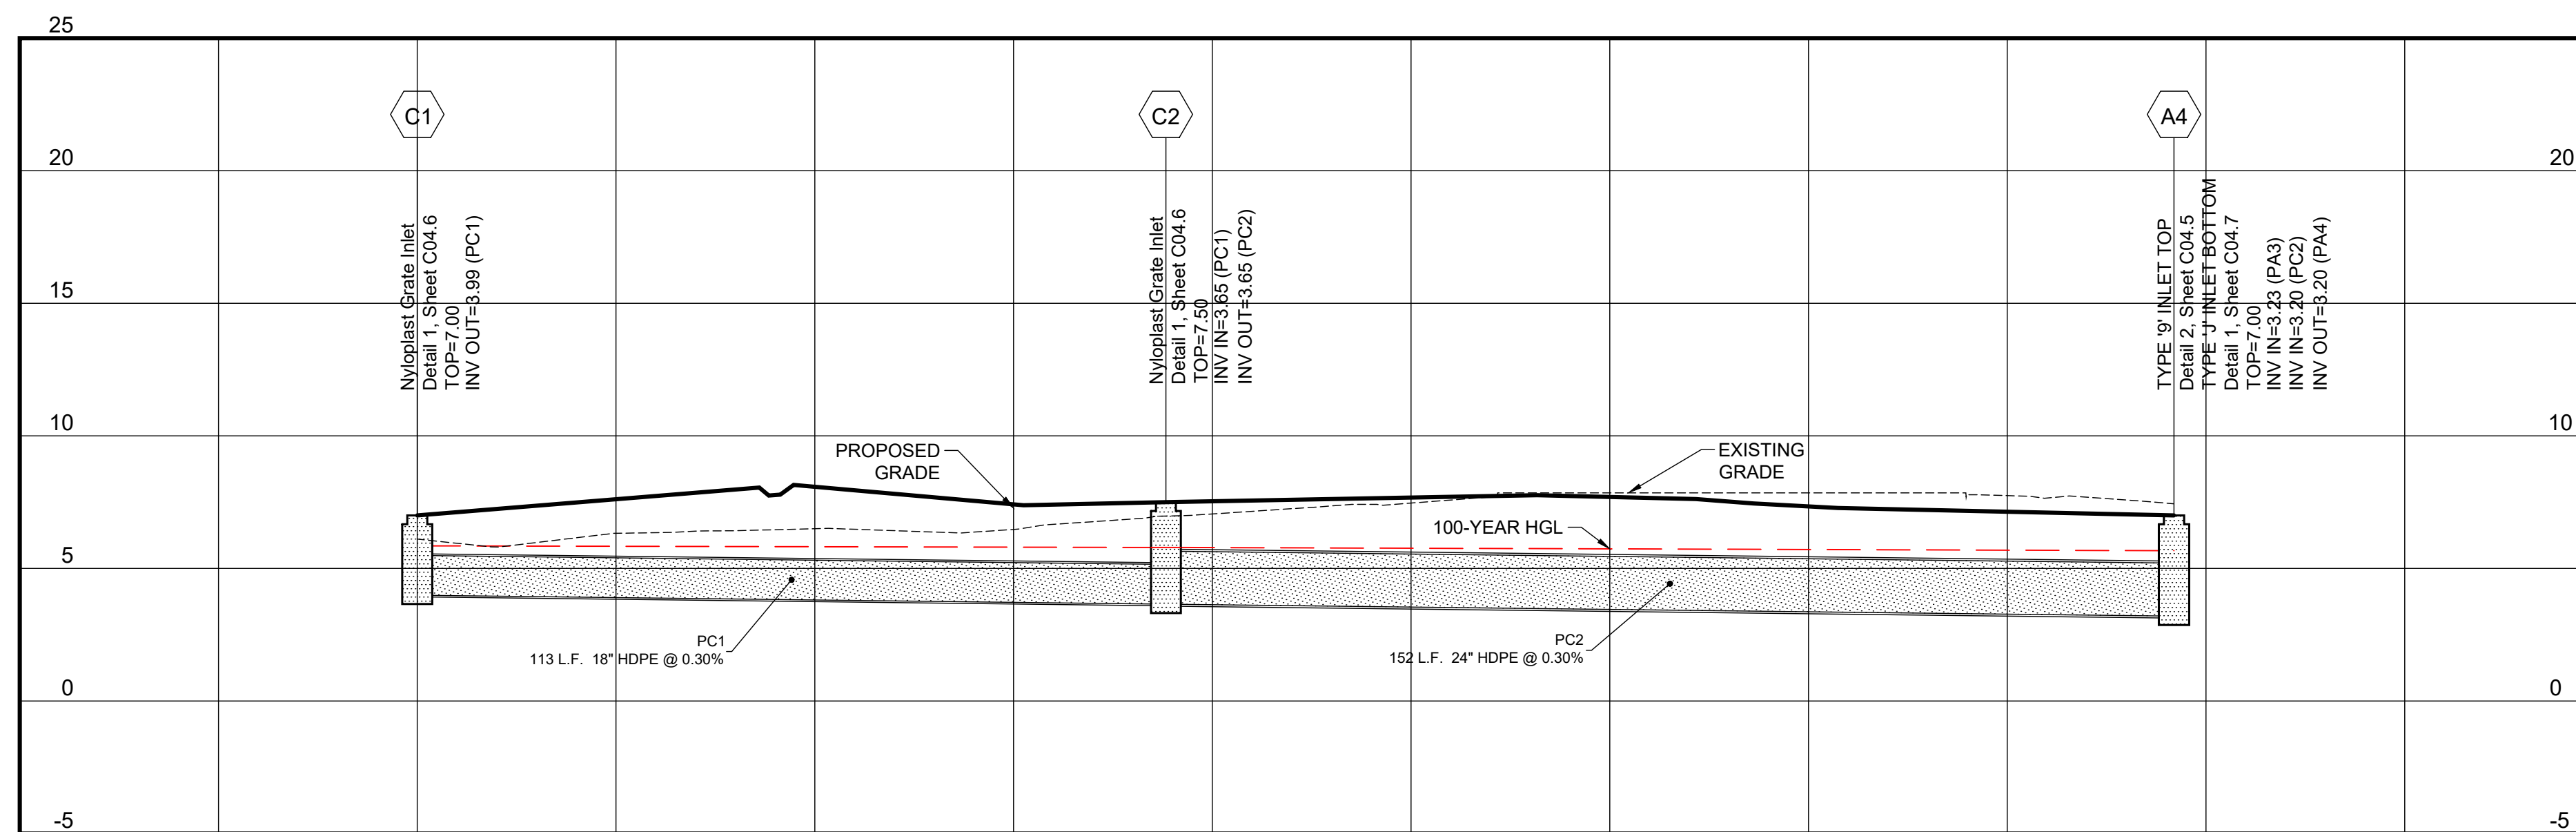 25
C1
C2
A4
20
20
Nyloplast Grate Inlet
Detail 1, Sheet C04.6
TOP=7.00
INV OUT=3.99 (PC1)
Nyloplast Grate Inlet
Detail 1, Sheet C04.6
TOP=7.50
INV IN=3.65 (PC1)
INV OUT=3.65 (PC2)
TYPE '9' INLET TOP
Detail 2, Sheet C04.5
TYPE 'J' INLET BOTTOM
Detail 1, Sheet C04.7
TOP=7.00
INV IN=3.23 (PA3)
INV IN=3.20 (PC2)
INV OUT=3.20 (PA4)
15
10
10
PROPOSED
GRADE
EXISTING
GRADE
100-YEAR HGL
5
PC1
113 L.F. 18" HDPE @ 0.30%
PC2
152 L.F. 24" HDPE @ 0.30%
0
0
-5
-5